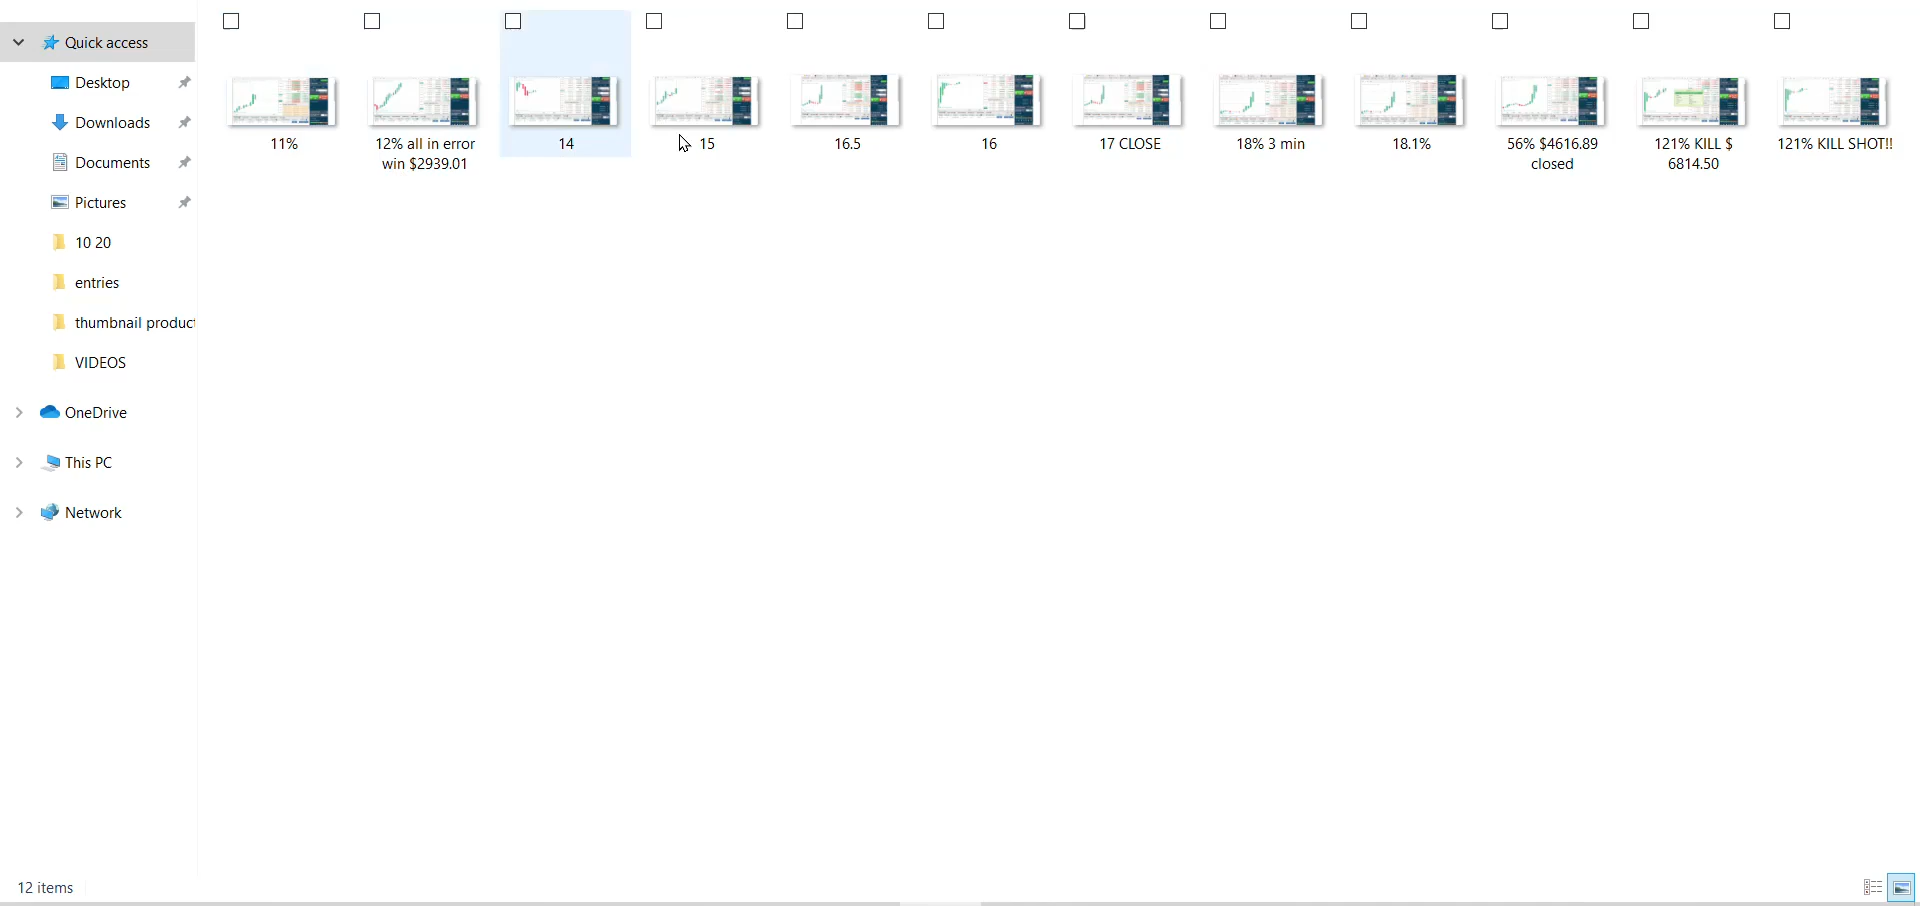 Quick access
Desktop
Downloads
Documents
Pictures
10 20
entries
thumbnail product
VIDEOS
OneDrive
This PC
Network
11%
12% all in error
win $2939.01
14
15
16.5
16
17 CLOSE
18% 3 min
18.1%
56% $4616.89
closed
121% KILL $
6814.50
121% KILL SHOT!!
12 items